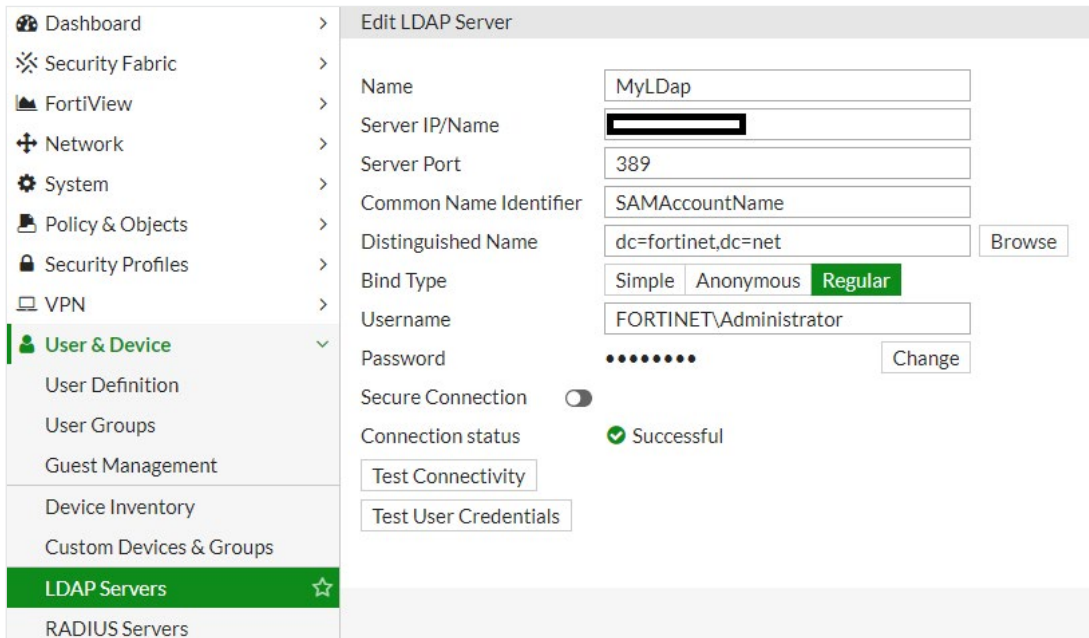 Dashboard
Security Fabric
FortiView
Network
System
Policy & Objects
Security Profiles
VPN
User & Device
User Definition
User Groups
Guest Management
Device Inventory
Custom Devices & Groups
LDAP Servers
RADIUS Servers
Edit LDAP Server
Name MyLDap
Server IP/Name
Server Port 389
Common Name Identifier SAMAccountName
Distinguished Name dc=fortinet,dc=net Browse
Bind Type Simple Anonymous Regular
Username FORTINET\Administrator
Password •••••••• Change
Secure Connection
Connection status Successful
Test Connectivity
Test User Credentials